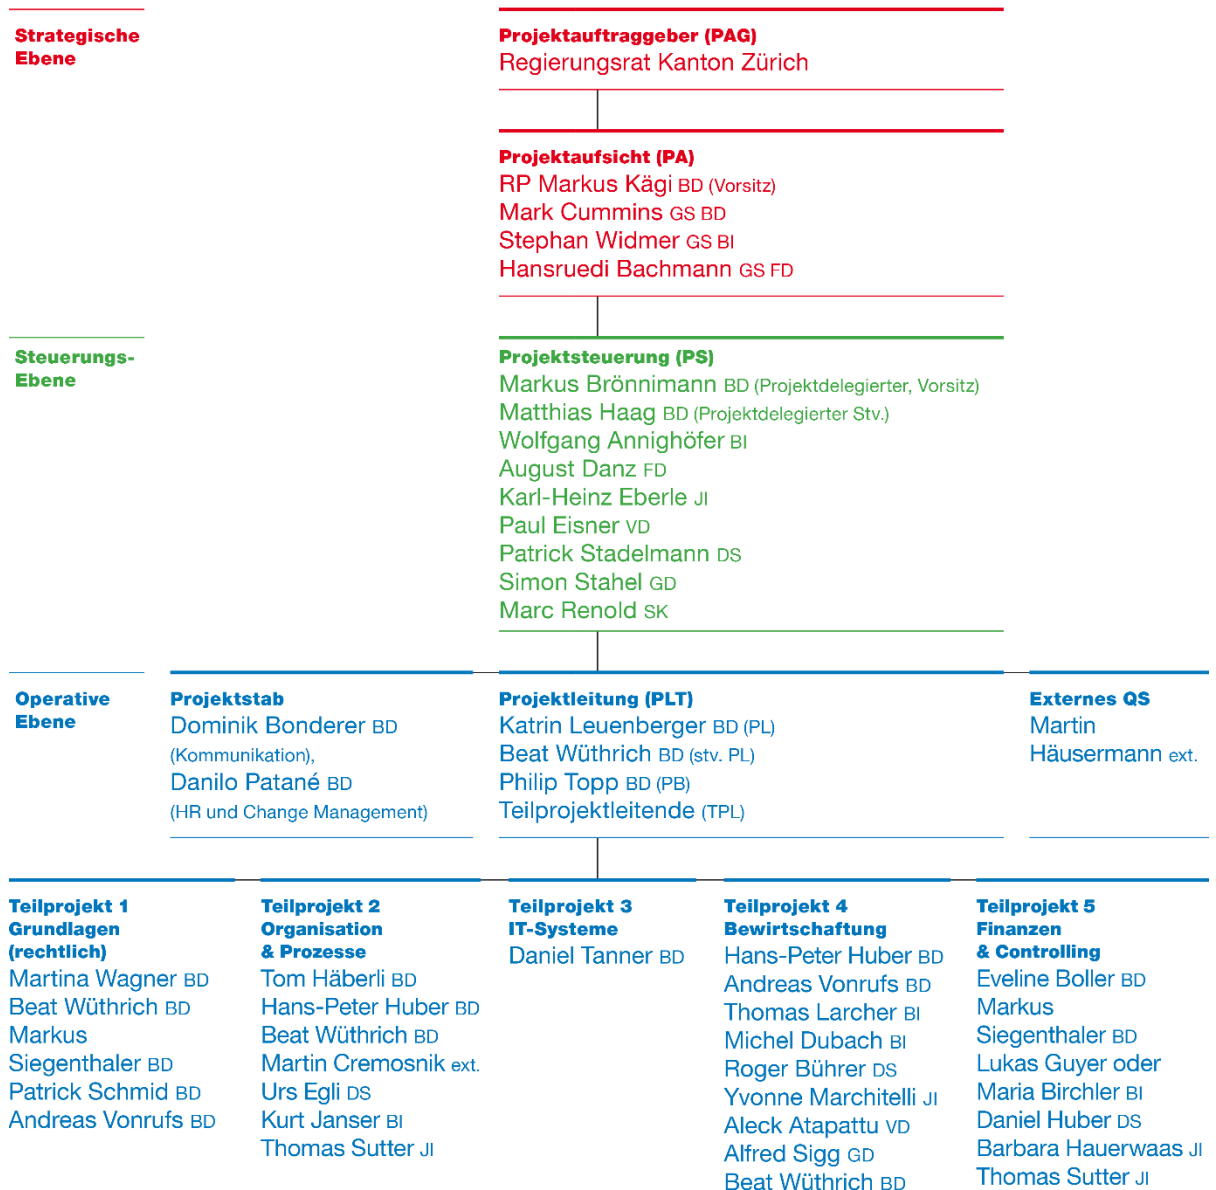 Strategische
Ebene
Projektauftraggeber (PAG)
Regierungsrat Kanton Zürich
Projektaufsicht (PA)
RP Markus Kägi BD (Vorsitz)
Mark Cummins GS BD
Stephan Widmer GS BI
Hansruedi Bachmann GS FD
Steuerungs-
Ebene
Projektsteuerung (PS)
Markus Brönnimann BD (Projektdelegierter, Vorsitz)
Matthias Haag BD (Projektdelegierter Stv.)
Wolfgang Annighöfer BI
August Danz FD
Karl-Heinz Eberle JI
Paul Eisner VD
Patrick Stadelmann DS
Simon Stahel GD
Marc Renold SK
Operative
Ebene
Projektstab
Dominik Bonderer BD
(Kommunikation),
Danilo Patané BD
(HR und Change Management)
Projektleitung (PLT)
Katrin Leuenberger BD (PL)
Beat Wüthrich BD (stv. PL)
Philip Topp BD (PB)
Teilprojektleitende (TPL)
Externes QS
Martin
Häusermann ext.
Teilprojekt 1
Grundlagen
(rechtlich)
Martina Wagner BD
Beat Wüthrich BD
Markus
Siegenthaler BD
Patrick Schmid BD
Andreas Vonrufs BD
Teilprojekt 2
Organisation
& Prozesse
Tom Häberli BD
Hans-Peter Huber BD
Beat Wüthrich BD
Martin Cremosnik ext.
Urs Egli DS
Kurt Janser BI
Thomas Sutter JI
Teilprojekt 3
IT-Systeme
Daniel Tanner BD
Teilprojekt 4
Bewirtschaftung
Hans-Peter Huber BD
Andreas Vonrufs BD
Thomas Larcher BI
Michel Dubach BI
Roger Bührer DS
Yvonne Marchitelli JI
Aleck Atapattu VD
Alfred Sigg GD
Beat Wüthrich BD
Teilprojekt 5
Finanzen
& Controlling
Eveline Boller BD
Markus
Siegenthaler BD
Lukas Guyer oder
Maria Birchler BI
Daniel Huber DS
Barbara Hauerwaas JI
Thomas Sutter JI